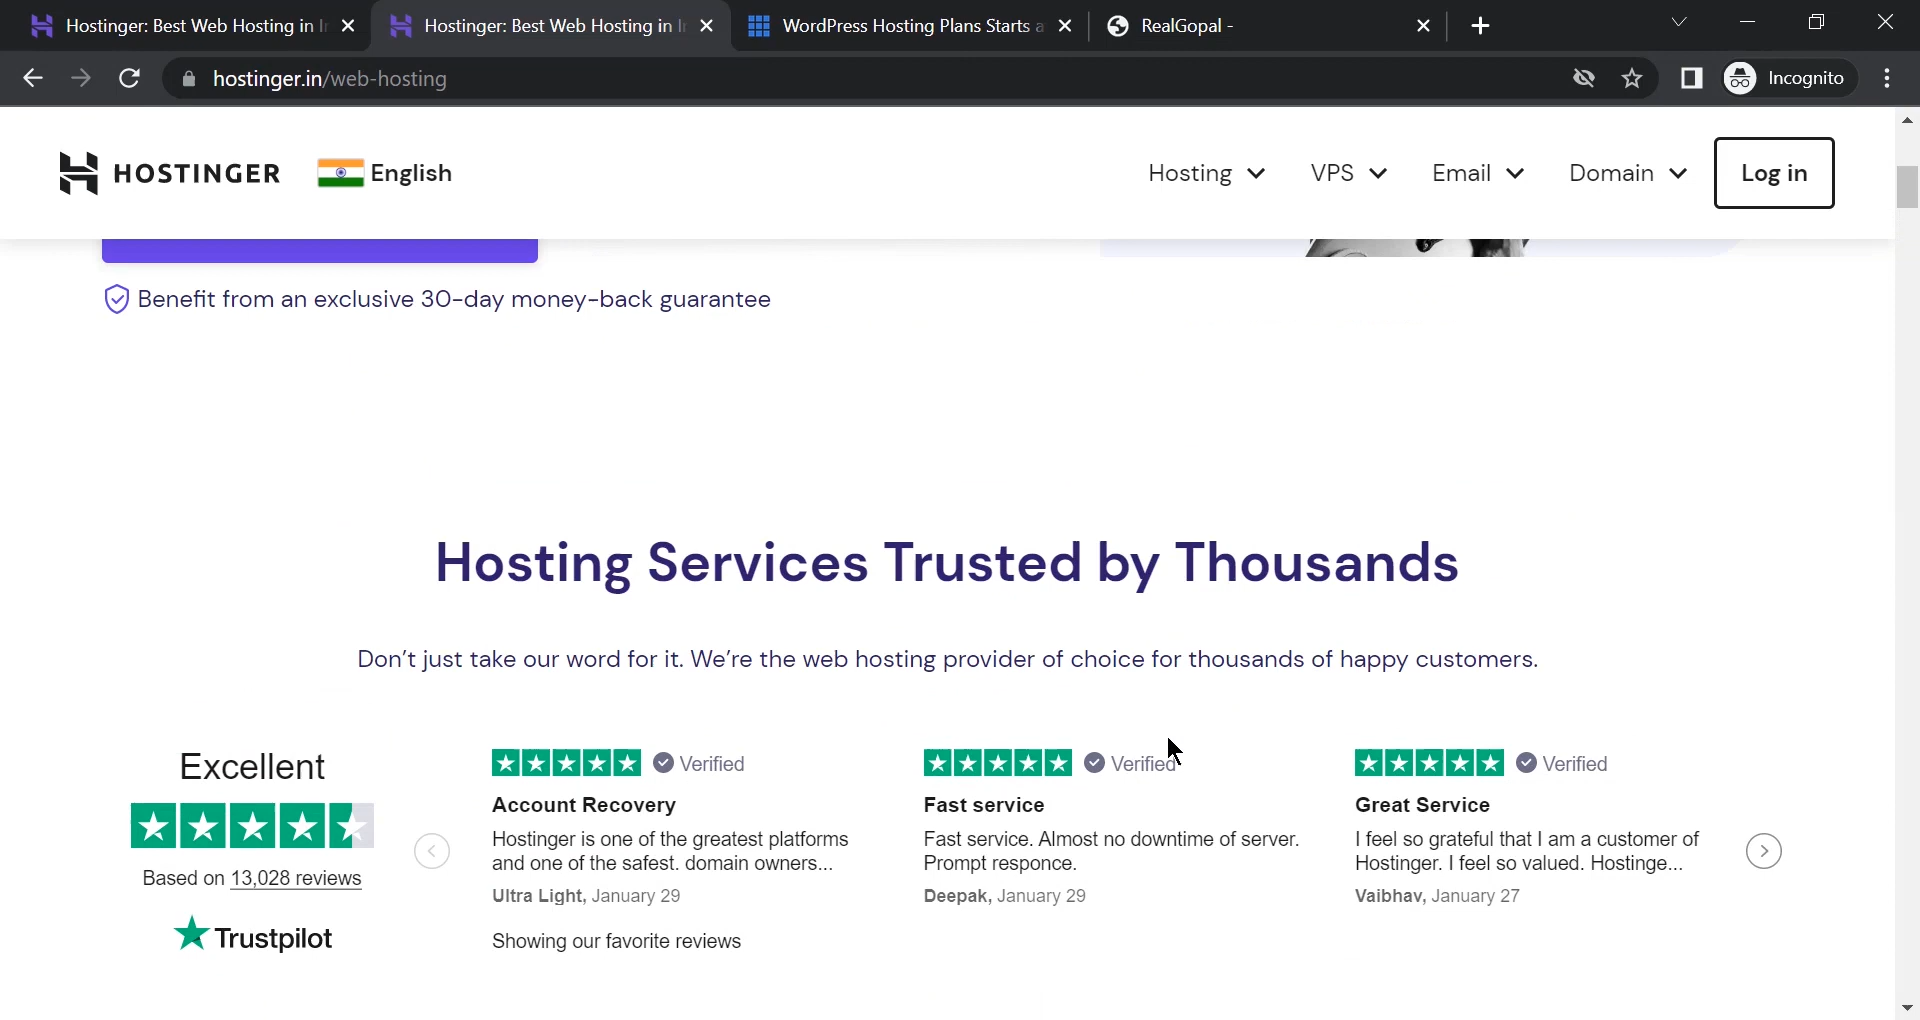 Hostinger: Best Web Hosting in I
Hostinger: Best Web Hosting in I
WordPress Hosting Plans Starts a
RealGopal -
hostinger.in/web-hosting
Incognito
HOSTINGER
English
Hosting
VPS
Email
Domain
Log in
Benefit from an exclusive 30-day money-back guarantee
Hosting Services Trusted by Thousands
Don't just take our word for it. We're the web hosting provider of choice for thousands of happy customers.
Excellent
Based on 13,028 reviews
Trustpilot
Verified
Account Recovery
Hostinger is one of the greatest platforms
and one of the safest. domain owners...
Ultra Light, January 29
Showing our favorite reviews
Verified
Fast service
Fast service. Almost no downtime of server.
Prompt responce.
Deepak, January 29
Verified
Great Service
I feel so grateful that I am a customer of
Hostinger. I feel so valued. Hostinge...
Vaibhav, January 27